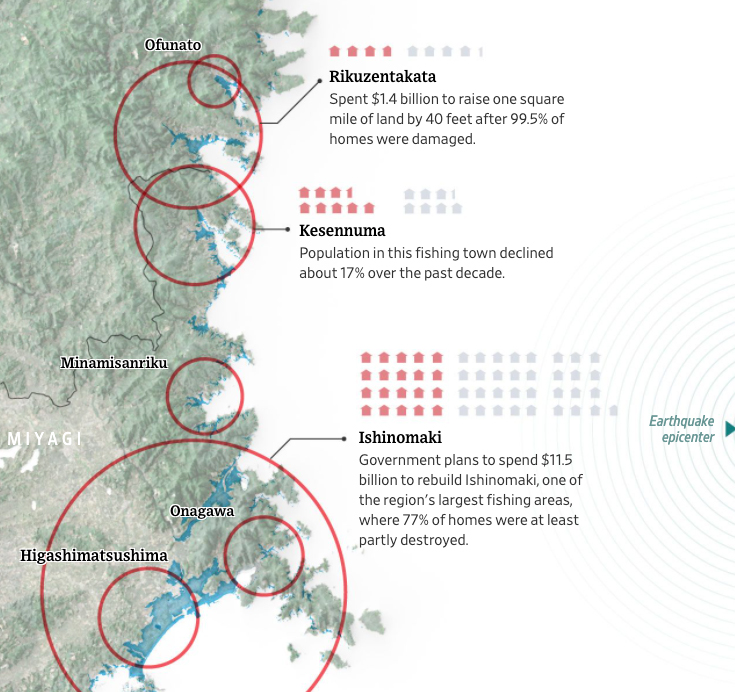 Ofunato
Rikuzentakata
Spent $1.4 billion to raise one square
mile of land by 40 feet after 99.5% of
homes were damaged.
Kesennuma
Population in this fishing town declined
about 17% over the past decade.
Minamisanriku
MIYAGI
Earthquake
epicenter
Ishinomaki
Government plans to spend $11.5
billion to rebuild Ishinomaki, one of
the region's largest fishing areas,
where 77% of homes were at least
partly destroyed.
Onagawa
Higashimatsushima